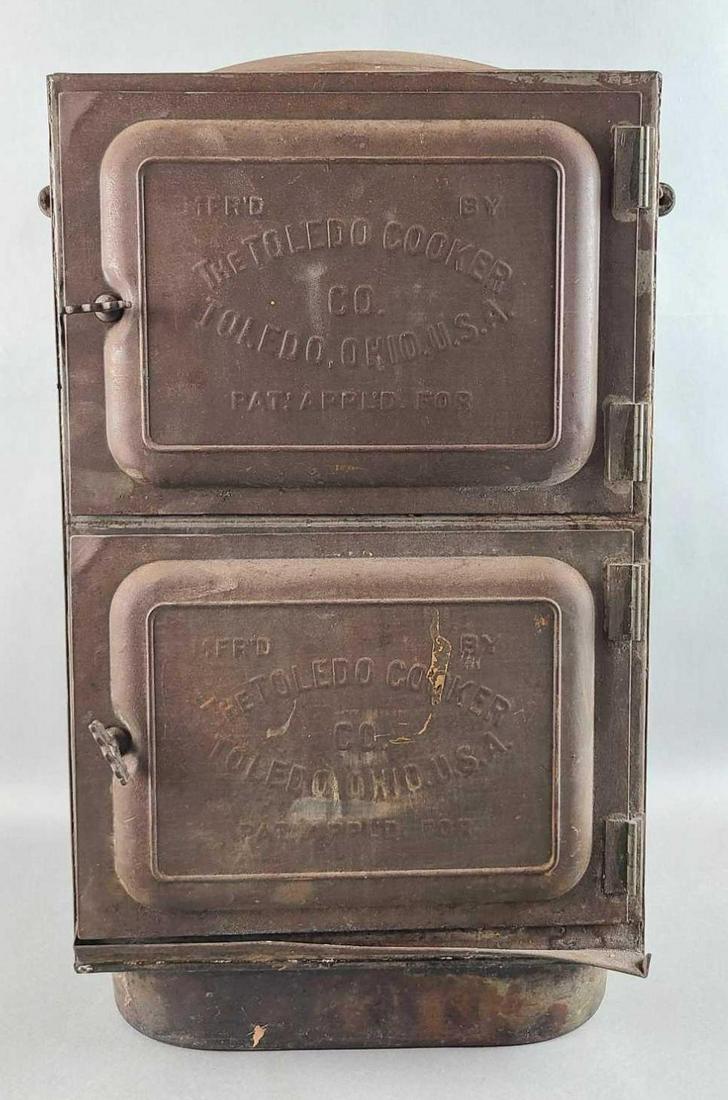 MFR'D BY
THE TOLEDO COOKER
CO.
TOLEDO, OHIO, U.S.A.
PAT. APPL'D. FOR
MFR'D BY
THE TOLEDO COOKER
CO.
TOLEDO, OHIO, U.S.A.
PAT. APPL'D. FOR